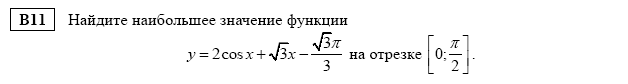 B11 Найдите наибольшее значение функции
y = 2cos x + √3x − √3π/3 на отрезке [0; π/2].